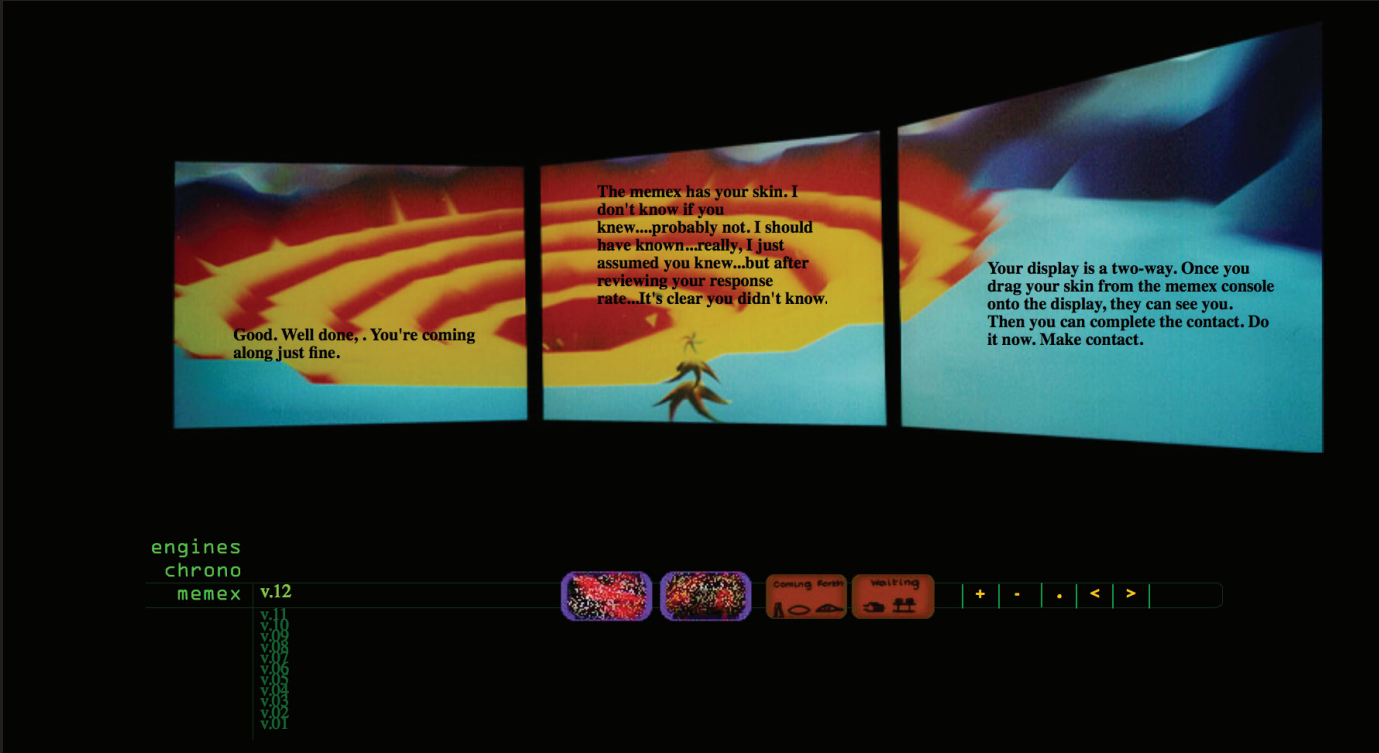 Good. Well done, . You're coming
along just fine.
The memex has your skin. I
don't know if you
knew....probably not. I should
have known...really, I just
assumed you knew...but after
reviewing your response
rate...It's clear you didn't know.
Your display is a two-way. Once you
drag your skin from the memex console
onto the display, they can see you.
Then you can complete the contact. Do
it now. Make contact.
engines
chrono
memex
v.12
Coming Forth
Waiting
+ - . < >
v.11
v.10
v.09
v.08
v.07
v.06
v.05
v.04
v.03
v.02
v.01